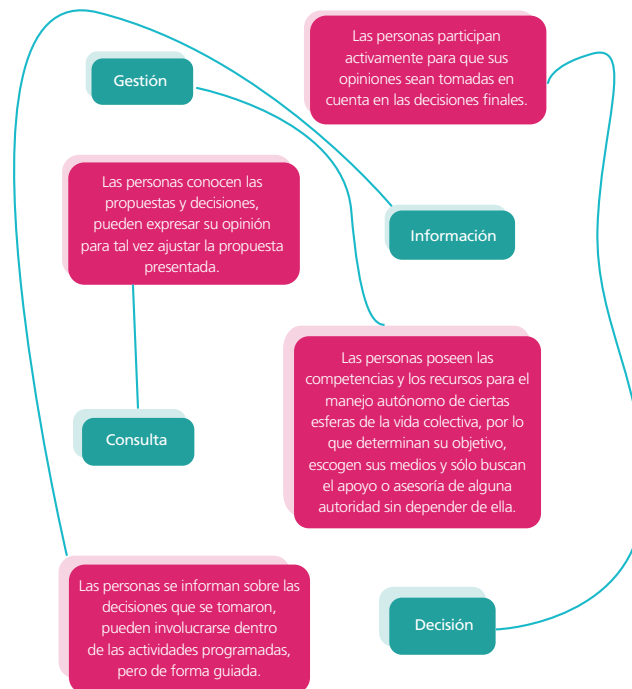 Las personas participan
activamente para que sus
opiniones sean tomadas en
cuenta en las decisiones finales.
Gestión
Las personas conocen las
propuestas y decisiones,
pueden expresar su opinión
para tal vez ajustar la propuesta
presentada.
Información
Las personas poseen las
competencias y los recursos para el
manejo autónomo de ciertas
esferas de la vida colectiva, por lo
que determinan su objetivo,
escogen sus medios y sólo buscan
el apoyo o asesoría de alguna
autoridad sin depender de ella.
Consulta
Las personas se informan sobre las
decisiones que se tomaron,
pueden involucrarse dentro
de las actividades programadas,
pero de forma guiada.
Decisión